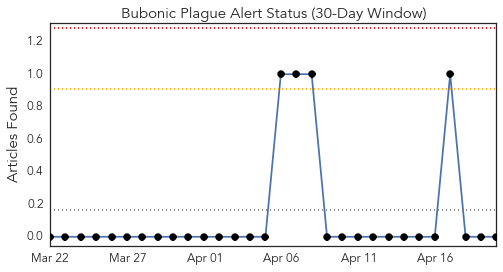 Bubonic Plague Alert Status (30-Day Window)
Articles Found
1.2
1.0
0.8
0.6
0.4
0.2
0.0
Mar 22 Mar 27 Apr 01 Apr 06 Apr 11 Apr 16